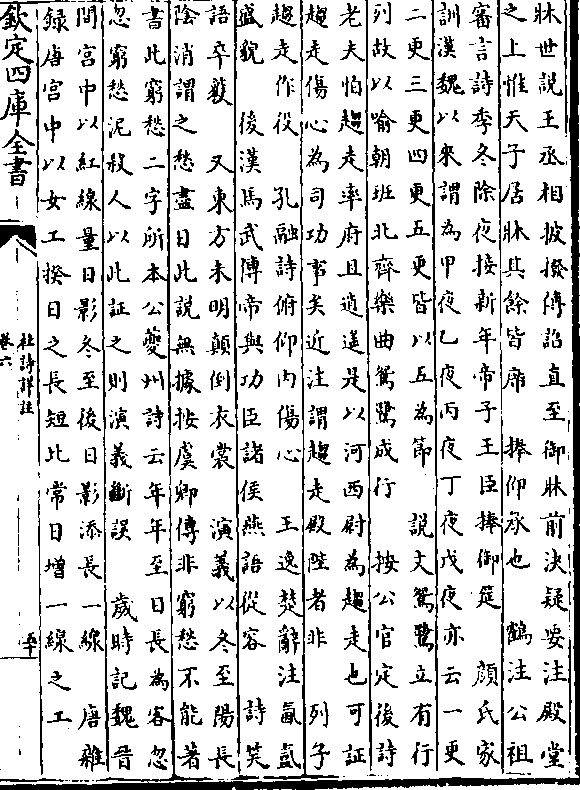 牀世說王丞相披撥傳詔直至御牀前決疑要注殿堂
之上惟天子居牀其餘皆席　捧仰承也　鶴注公祖
審言詩季冬除夜接新年帝子王臣捧御筵　顔氏家
訓漢魏以來謂為甲夜乙夜丙夜丁夜戊夜亦云一更
二更三更四更五更皆以五為節　說文鴛鷺立有行
列故以喻朝班北齊樂曲鴛鷺成行　按公官定後詩
老夫怕趨走率府且逍遥是以河西尉為趨走也可証
趨走傷心為司功事矣近注謂趨走殿陛者非　列子
趨走作役　孔融詩俯仰内傷心　王逸楚辭注氤氲
盛貌　後漢馬武傳帝與功臣諸侯燕語從容　詩笑
語卒獲　又東方未明顛倒衣裳　演義以冬至陽長
陰消謂之愁盡日此說無據按虞卿傳非窮愁不能著
書此窮愁二字所本公夔州詩云年年至日長為客忽
忽窮愁泥殺人以此証之則演義斷誤　歲時記魏晉
間宫中以紅線量日影冬至後日影添長一線　唐雜
録唐宫中以女工揆日之長短比常日增一線之工
欽定四庫全書
杜詩詳註
卷六